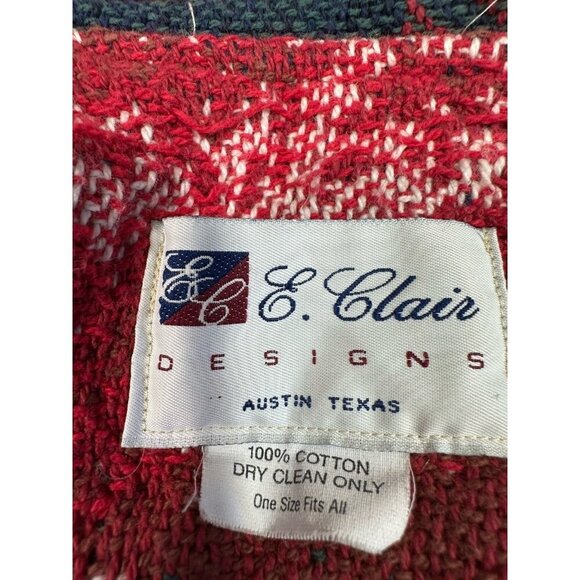 EC
E. Clair
DESIGNS
AUSTIN TEXAS
100% COTTON
DRY CLEAN ONLY
One Size Fits All